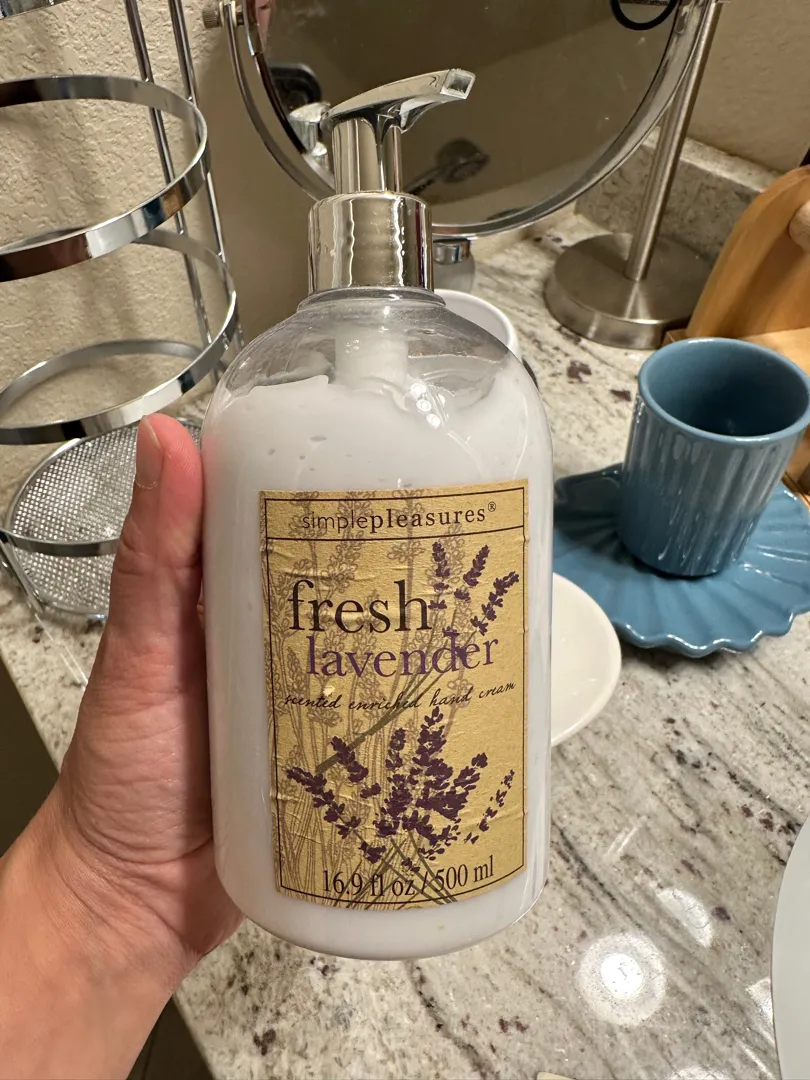 simplepleasures®
fresh
lavender
scented enriched hand cream
16.9 fl oz / 500 ml